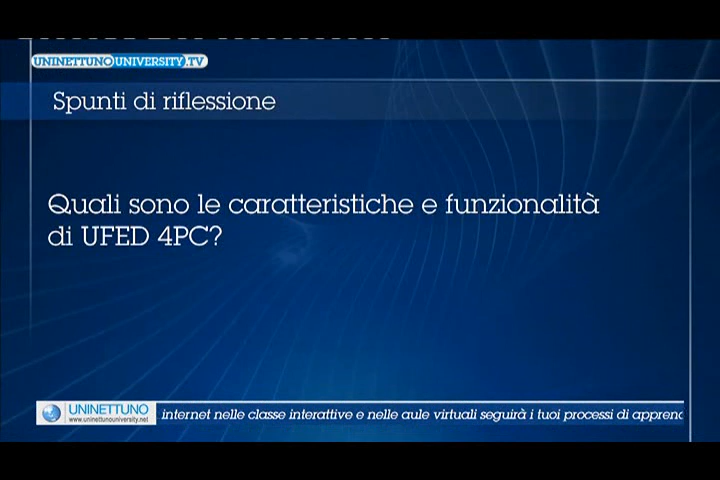 UNINETTUNOUNIVERSITY.TV
Spunti di riflessione
Quali sono le caratteristiche e funzionalità
di UFED 4PC?
UNINETTUNO
www.uninettunouniversity.net
internet nelle classe interattive e nelle aule virtuali seguirà i tuoi processi di apprend